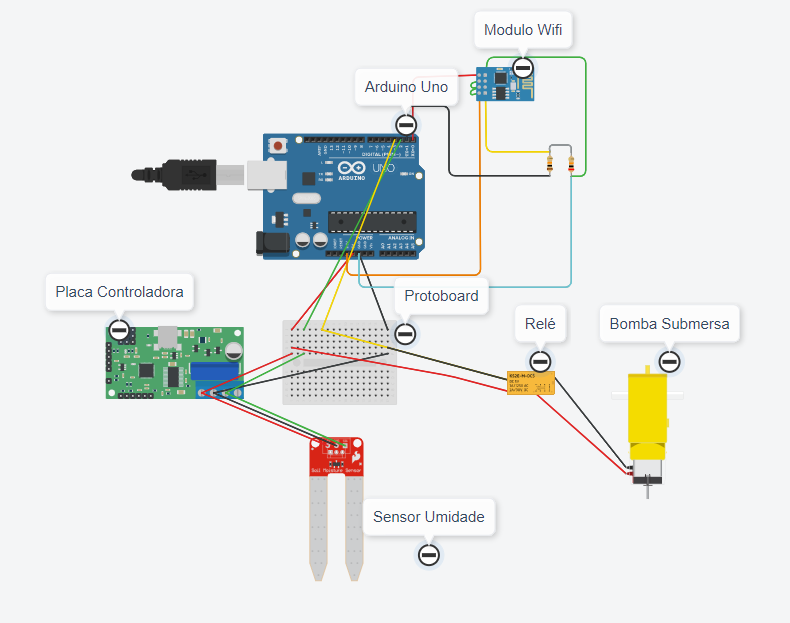 Modulo Wifi
Arduino Uno
DIGITAL (PWM~)
UNO
ARDUINO
POWER
ANALOG IN
Placa Controladora
Protoboard
Relé
Bomba Submersa
Soil Moisture Sensor
Sensor Umidade